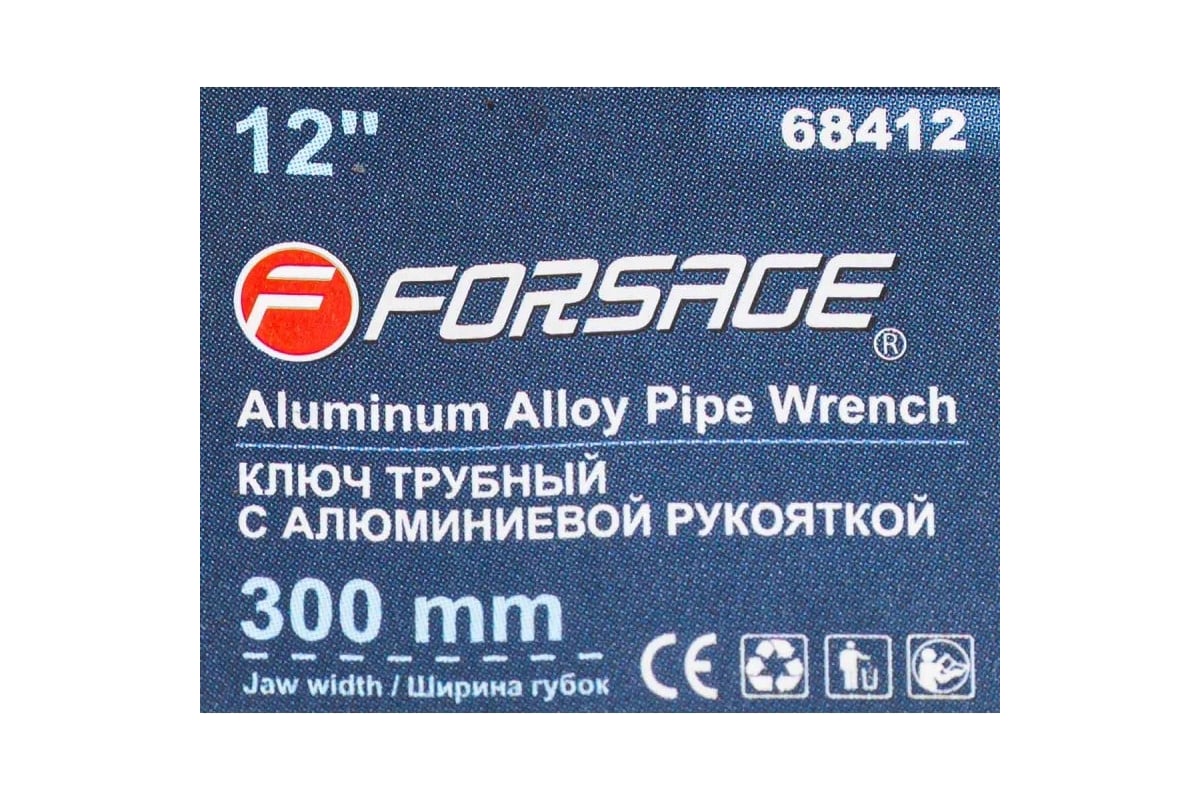 12"
68412
F FORSAGE ®
Aluminum Alloy Pipe Wrench
КЛЮЧ ТРУБНЫЙ
С АЛЮМИНИЕВОЙ РУКОЯТКОЙ
300 mm
Jaw width / Ширина губок
CE